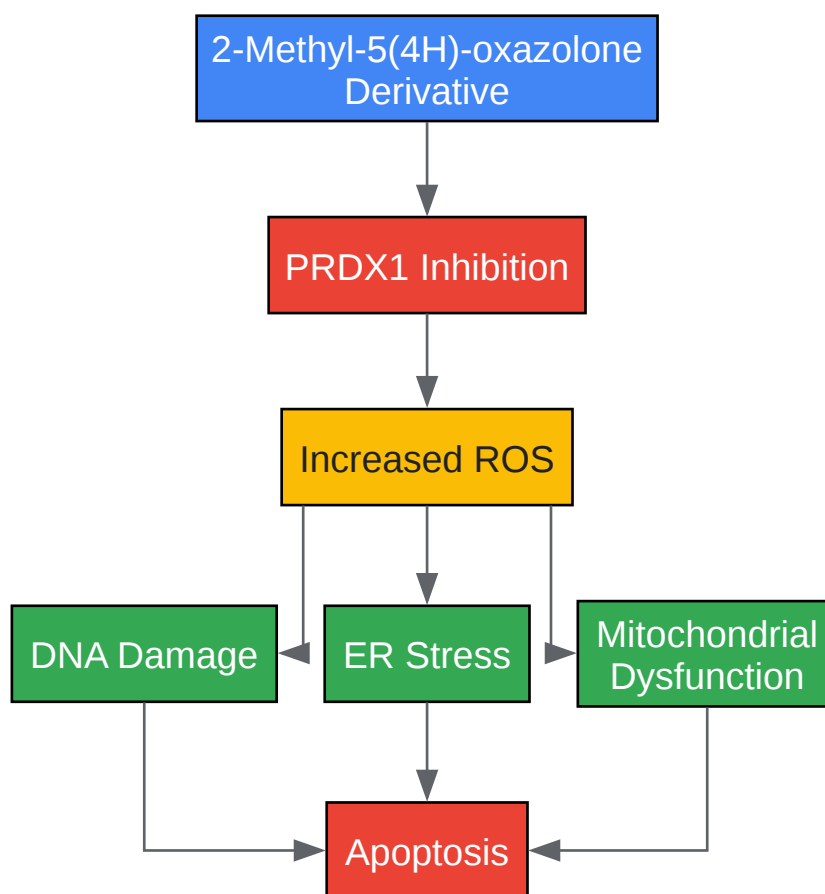 2-Methyl-5(4H)-oxazolone
Derivative
PRDX1 Inhibition
Increased ROS
DNA Damage
ER Stress
Mitochondrial
Dysfunction
Apoptosis